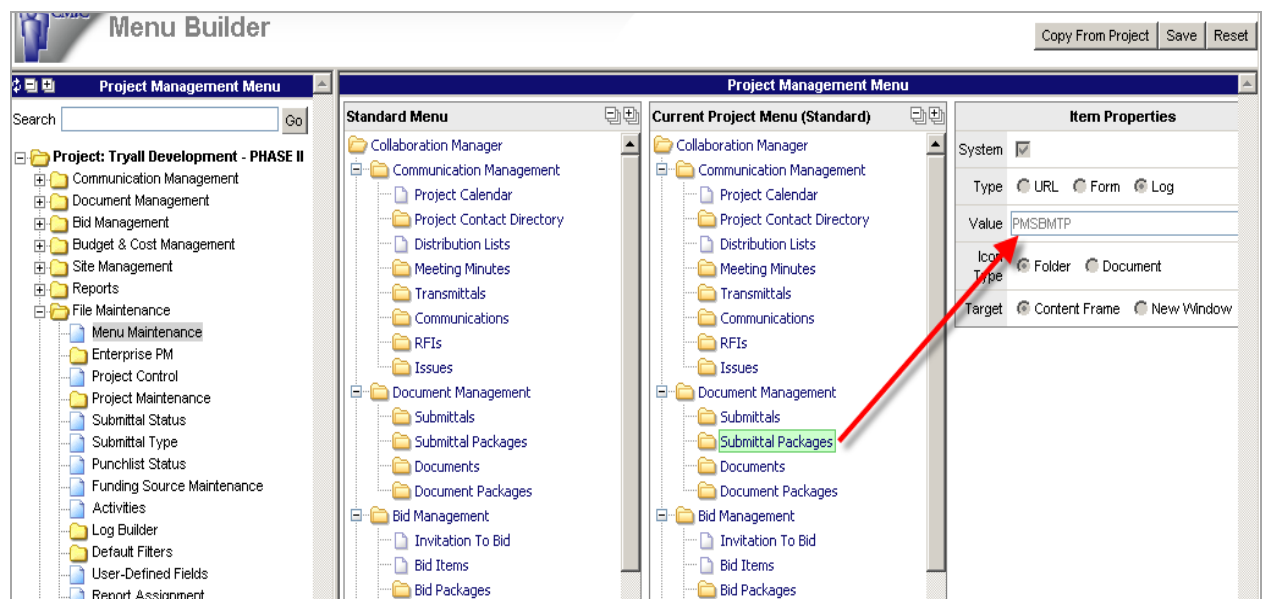 CMiC
Menu Builder
Copy From Project Save Reset
Project Management Menu
Search Go
Project: Tryall Development - PHASE II
Communication Management
Document Management
Bid Management
Budget & Cost Management
Site Management
Reports
File Maintenance
Menu Maintenance
Enterprise PM
Project Control
Project Maintenance
Submittal Status
Submittal Type
Punchlist Status
Funding Source Maintenance
Activities
Log Builder
Default Filters
User-Defined Fields
Report Assignment
Project Management Menu
Standard Menu
Collaboration Manager
Communication Management
Project Calendar
Project Contact Directory
Distribution Lists
Meeting Minutes
Transmittals
Communications
RFIs
Issues
Document Management
Submittals
Submittal Packages
Documents
Document Packages
Bid Management
Invitation To Bid
Bid Items
Bid Packages
Current Project Menu (Standard)
Collaboration Manager
Communication Management
Project Calendar
Project Contact Directory
Distribution Lists
Meeting Minutes
Transmittals
Communications
RFIs
Issues
Document Management
Submittals
Submittal Packages
Documents
Document Packages
Bid Management
Invitation To Bid
Bid Items
Bid Packages
Item Properties
System
Type URL Form Log
Value PMSBMTP
Icon
Type Folder Document
Target Content Frame New Window